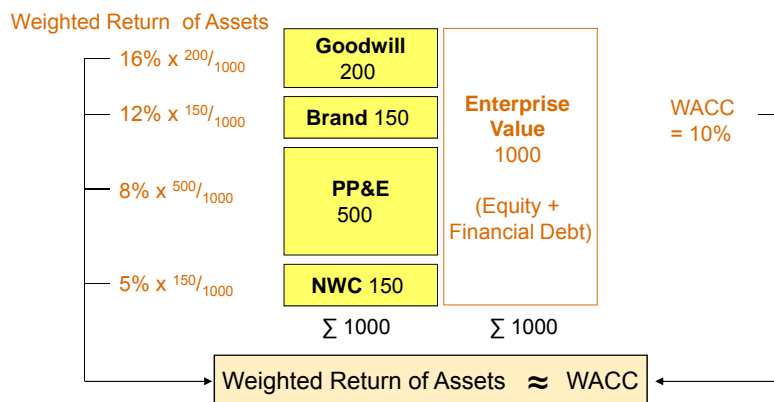 Weighted Return of Assets
16% x 200/1000
Goodwill
200
12% x 150/1000
Brand 150
8% x 500/1000
PP&E
500
5% x 150/1000
NWC 150
∑ 1000
Enterprise
Value
1000
(Equity +
Financial Debt)
∑ 1000
WACC
= 10%
Weighted Return of Assets ≈ WACC